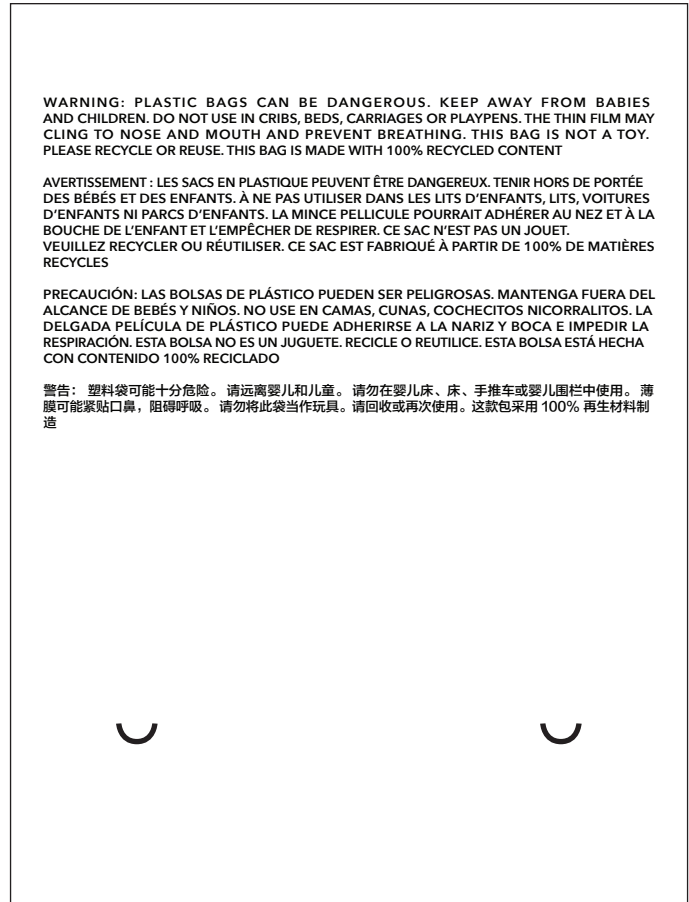 WARNING: PLASTIC BAGS CAN BE DANGEROUS. KEEP AWAY FROM BABIES
AND CHILDREN. DO NOT USE IN CRIBS, BEDS, CARRIAGES OR PLAYPENS. THE THIN FILM MAY
CLING TO NOSE AND MOUTH AND PREVENT BREATHING. THIS BAG IS NOT A TOY.
PLEASE RECYCLE OR REUSE. THIS BAG IS MADE WITH 100% RECYCLED CONTENT
AVERTISSEMENT : LES SACS EN PLASTIQUE PEUVENT ÊTRE DANGEREUX. TENIR HORS DE PORTÉE
DES BÉBÉS ET DES ENFANTS. À NE PAS UTILISER DANS LES LITS D’ENFANTS, LITS, VOITURES
D’ENFANTS NI PARCS D’ENFANTS. LA MINCE PELLICULE POURRAIT ADHÉRER AU NEZ ET À LA
BOUCHE DE L’ENFANT ET L’EMPÊCHER DE RESPIRER. CE SAC N’EST PAS UN JOUET.
VEUILLEZ RECYCLER OU RÉUTILISER. CE SAC EST FABRIQUÉ À PARTIR DE 100% DE MATIÈRES
RECYCLES
PRECAUCIÓN: LAS BOLSAS DE PLÁSTICO PUEDEN SER PELIGROSAS. MANTENGA FUERA DEL
ALCANCE DE BEBÉS Y NIÑOS. NO USE EN CAMAS, CUNAS, COCHECITOS NICORRALITOS. LA
DELGADA PELÍCULA DE PLÁSTICO PUEDE ADHERIRSE A LA NARIZ Y BOCA E IMPEDIR LA
RESPIRACIÓN. ESTA BOLSA NO ES UN JUGUETE. RECICLE O REUTILICE. ESTA BOLSA ESTÁ HECHA
CON CONTENIDO 100% RECICLADO
警告： 塑料袋可能十分危险。 请远离婴儿和儿童。 请勿在婴儿床、床、手推车或婴儿围栏中使用。 薄
膜可能紧贴口鼻，阻碍呼吸。 请勿将此袋当作玩具。请回收或再次使用。这款包采用 100% 再生材料制
造